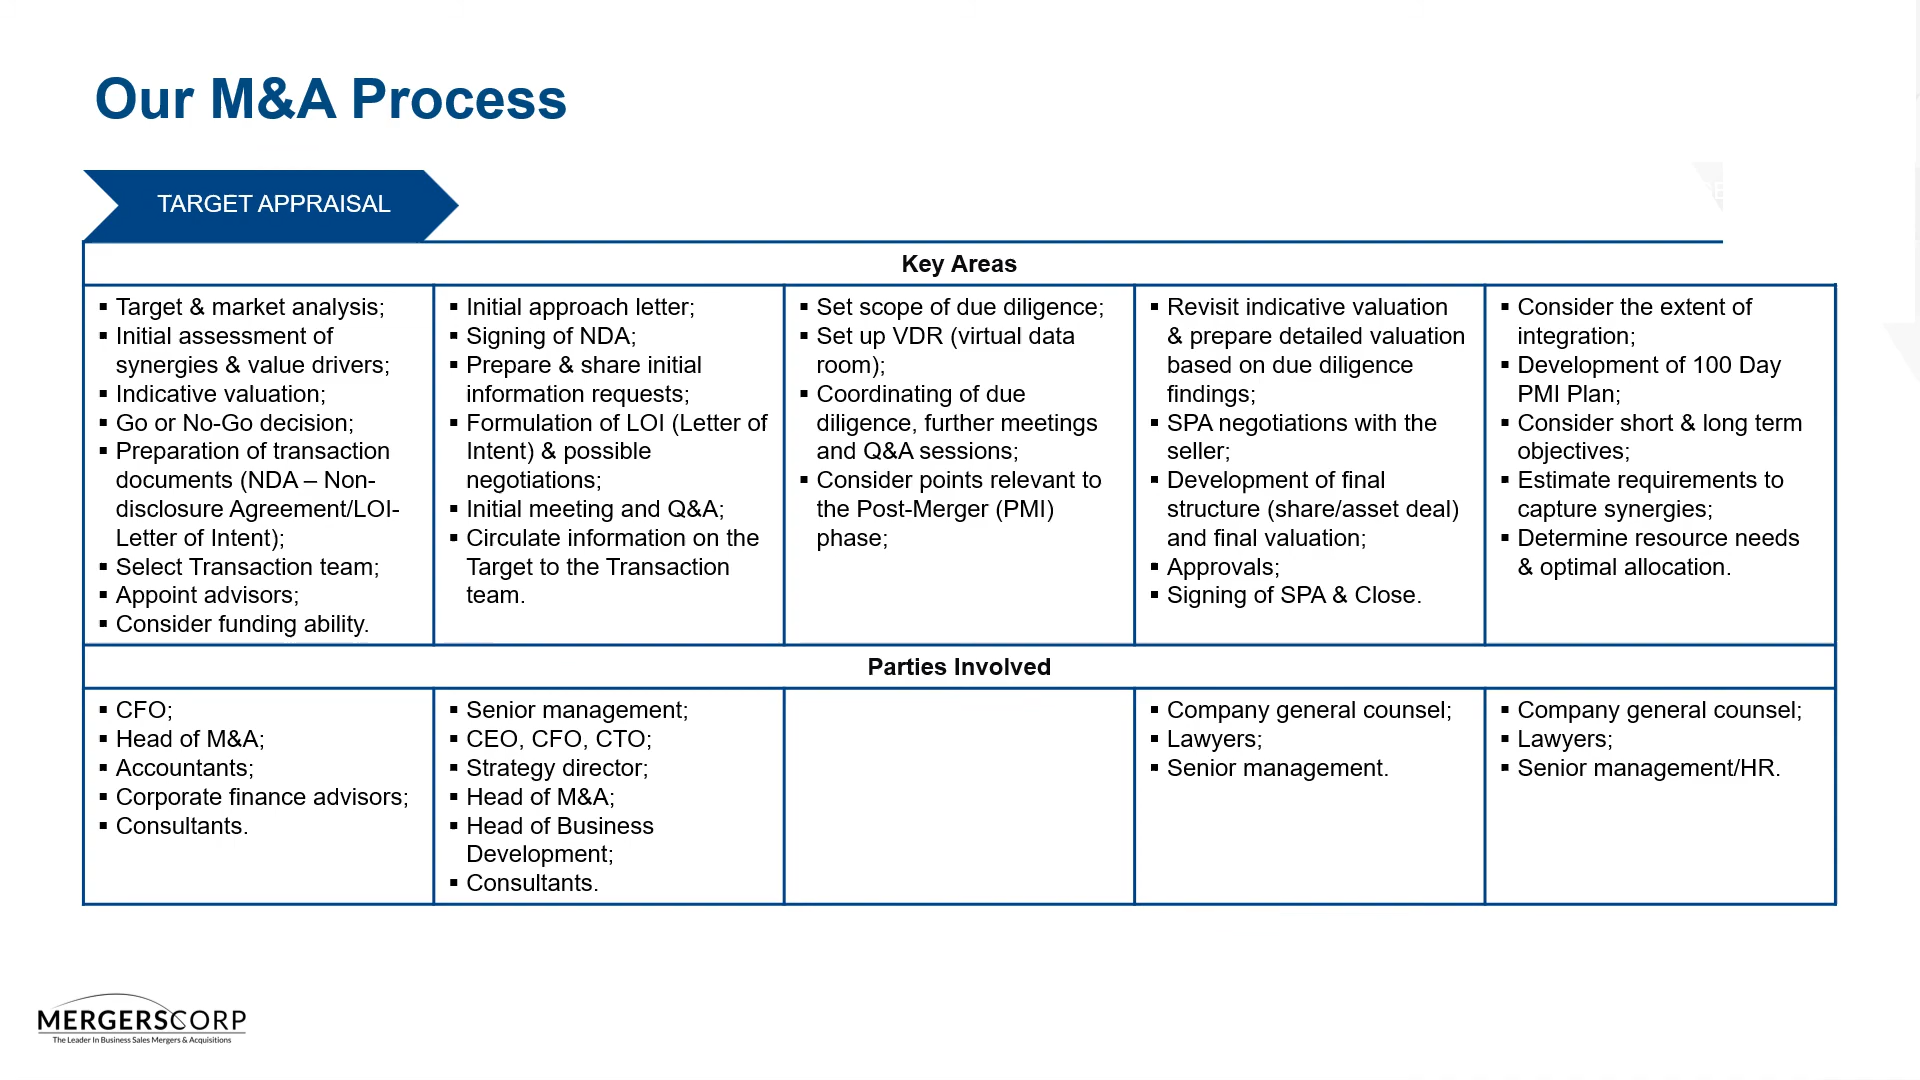 Our M&A Process
TARGET APPRAISAL
Key Areas
▪ Target & market analysis;
▪ Initial assessment of
synergies & value drivers;
▪ Indicative valuation;
▪ Go or No-Go decision;
▪ Preparation of transaction
documents (NDA – Non-
disclosure Agreement/LOI-
Letter of Intent);
▪ Select Transaction team;
▪ Appoint advisors;
▪ Consider funding ability.
▪ Initial approach letter;
▪ Signing of NDA;
▪ Prepare & share initial
information requests;
▪ Formulation of LOI (Letter of
Intent) & possible
negotiations;
▪ Initial meeting and Q&A;
▪ Circulate information on the
Target to the Transaction
team.
▪ Set scope of due diligence;
▪ Set up VDR (virtual data
room);
▪ Coordinating of due
diligence, further meetings
and Q&A sessions;
▪ Consider points relevant to
the Post-Merger (PMI)
phase;
▪ Revisit indicative valuation
& prepare detailed valuation
based on due diligence
findings;
▪ SPA negotiations with the
seller;
▪ Development of final
structure (share/asset deal)
and final valuation;
▪ Approvals;
▪ Signing of SPA & Close.
▪ Consider the extent of
integration;
▪ Development of 100 Day
PMI Plan;
▪ Consider short & long term
objectives;
▪ Estimate requirements to
capture synergies;
▪ Determine resource needs
& optimal allocation.
Parties Involved
▪ CFO;
▪ Head of M&A;
▪ Accountants;
▪ Corporate finance advisors;
▪ Consultants.
▪ Senior management;
▪ CEO, CFO, CTO;
▪ Strategy director;
▪ Head of M&A;
▪ Head of Business
Development;
▪ Consultants.
▪ Company general counsel;
▪ Lawyers;
▪ Senior management.
▪ Company general counsel;
▪ Lawyers;
▪ Senior management/HR.
MERGERSCORP
The Leader In Business Sales Mergers & Acquisitions